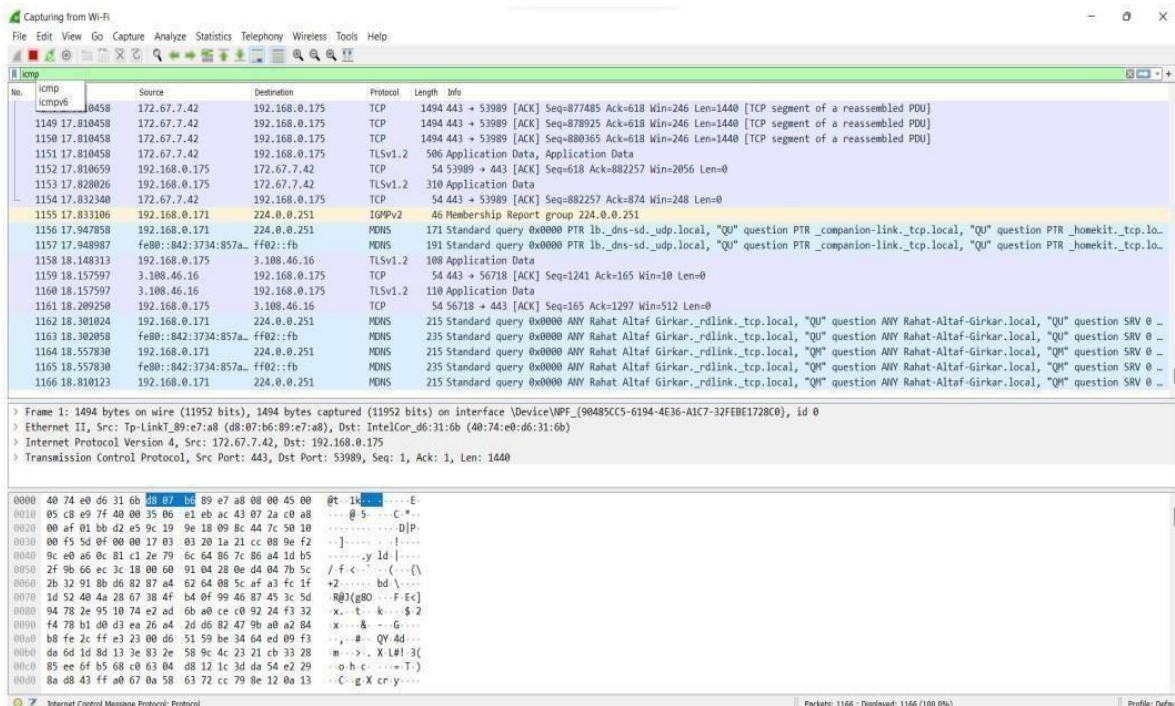 Capturing from Wi-Fi
File Edit View Go Capture Analyze Statistics Telephony Wireless Tools Help
icmp
icmp
icmpv6
No. Source Destination Protocol Length Info
172.67.7.42 192.168.0.175 TCP 1494 443 → 53989 [ACK] Seq=877485 Ack=618 Win=246 Len=1440 [TCP segment of a reassembled PDU]
1149 17.810458 172.67.7.42 192.168.0.175 TCP 1494 443 → 53989 [ACK] Seq=878925 Ack=618 Win=246 Len=1440 [TCP segment of a reassembled PDU]
1150 17.810458 172.67.7.42 192.168.0.175 TCP 1494 443 → 53989 [ACK] Seq=880365 Ack=618 Win=246 Len=1440 [TCP segment of a reassembled PDU]
1151 17.810458 172.67.7.42 192.168.0.175 TLSv1.2 506 Application Data, Application Data
1152 17.810659 192.168.0.175 172.67.7.42 TCP 54 53989 → 443 [ACK] Seq=618 Ack=882257 Win=2056 Len=0
1153 17.828026 192.168.0.175 172.67.7.42 TLSv1.2 310 Application Data
1154 17.832340 172.67.7.42 192.168.0.175 TCP 54 443 → 53989 [ACK] Seq=882257 Ack=874 Win=248 Len=0
1155 17.833106 192.168.0.171 224.0.0.251 IGMPv2 46 Membership Report group 224.0.0.251
1156 17.947858 192.168.0.171 224.0.0.251 MDNS 171 Standard query 0x0000 PTR lb._dns-sd._udp.local, "QU" question PTR _companion-link._tcp.local, "QU" question PTR _homekit._tcp.lo…
1157 17.948987 fe80::842:3734:857a… ff02::fb MDNS 191 Standard query 0x0000 PTR lb._dns-sd._udp.local, "QU" question PTR _companion-link._tcp.local, "QU" question PTR _homekit._tcp.lo…
1158 18.148313 192.168.0.175 3.108.46.16 TLSv1.2 108 Application Data
1159 18.157597 3.108.46.16 192.168.0.175 TCP 54 443 → 56718 [ACK] Seq=1241 Ack=165 Win=10 Len=0
1160 18.157597 3.108.46.16 192.168.0.175 TLSv1.2 110 Application Data
1161 18.209250 192.168.0.175 3.108.46.16 TCP 54 56718 → 443 [ACK] Seq=165 Ack=1297 Win=512 Len=0
1162 18.301024 192.168.0.171 224.0.0.251 MDNS 215 Standard query 0x0000 ANY Rahat Altaf Girkar._rdlink._tcp.local, "QU" question ANY Rahat-Altaf-Girkar.local, "QU" question SRV 0 …
1163 18.302058 fe80::842:3734:857a… ff02::fb MDNS 235 Standard query 0x0000 ANY Rahat Altaf Girkar._rdlink._tcp.local, "QU" question ANY Rahat-Altaf-Girkar.local, "QU" question SRV 0 …
1164 18.557830 192.168.0.171 224.0.0.251 MDNS 215 Standard query 0x0000 ANY Rahat Altaf Girkar._rdlink._tcp.local, "QM" question ANY Rahat-Altaf-Girkar.local, "QM" question SRV 0 …
1165 18.557830 fe80::842:3734:857a… ff02::fb MDNS 235 Standard query 0x0000 ANY Rahat Altaf Girkar._rdlink._tcp.local, "QM" question ANY Rahat-Altaf-Girkar.local, "QM" question SRV 0 …
1166 18.810123 192.168.0.171 224.0.0.251 MDNS 215 Standard query 0x0000 ANY Rahat Altaf Girkar._rdlink._tcp.local, "QM" question ANY Rahat-Altaf-Girkar.local, "QM" question SRV 0 …
> Frame 1: 1494 bytes on wire (11952 bits), 1494 bytes captured (11952 bits) on interface \Device\NPF_{90485CC5-6194-4E36-A1C7-32FEBE1728C0}, id 0
> Ethernet II, Src: Tp-LinkT_89:e7:a8 (d8:07:b6:89:e7:a8), Dst: IntelCor_d6:31:6b (40:74:e0:d6:31:6b)
> Internet Protocol Version 4, Src: 172.67.7.42, Dst: 192.168.0.175
> Transmission Control Protocol, Src Port: 443, Dst Port: 53989, Seq: 1, Ack: 1, Len: 1440
0000 40 74 e0 d6 31 6b d8 07 b6 89 e7 a8 08 00 45 00 @t··1k·· ······E·
0010 05 c8 e9 7f 40 00 35 06 e1 eb ac 43 07 2a c0 a8 ····@·5· ···C·*··
0020 00 af 01 bb d2 e5 9c 19 9e 18 09 8c 44 7c 50 10 ········ ····D|P·
0030 00 f5 5d 0f 00 00 17 03 03 20 1a 21 cc 08 9e f2 ··]····· · ·!····
0040 9c e0 a6 0c 81 c1 2e 79 6c 64 86 7c 86 a4 1d b5 ······.y ld·|····
0050 2f 9b 66 ec 3c 18 00 60 91 04 28 0e d4 04 7b 5c /·f·<··` ··(···{\
0060 2b 32 91 8b d6 82 87 a4 62 64 08 5c af a3 fc 1f +2······ bd·\····
0070 1d 52 40 4a 28 67 38 4f b4 0f 99 46 87 45 3c 5d ·R@J(g8O ···F·E<]
0080 94 78 2e 95 10 74 e2 ad 6b a0 ce c0 92 24 f3 32 ·x.··t·· k····$·2
0090 f4 78 b1 d0 d3 ea 26 a4 2d d6 82 47 9b a0 a2 84 ·x····&· -··G····
00a0 b8 fe 2c ff e3 23 00 d6 51 59 be 34 64 ed 09 f3 ··,··#·· QY·4d···
00b0 da 6d 1d 8d 13 3e 83 2e 58 9c 4c 23 21 cb 33 28 ·m···>·. X·L#!·3(
00c0 85 ee 6f b5 68 c0 63 04 d8 12 1c 3d da 54 e2 29 ··o·h·c· ···=·T·)
00d0 8a d8 43 ff a0 67 0a 58 63 72 cc 79 8e 12 0a 13 ··C··g·X cr·y····
Internet Control Message Protocol: Protocol Packets: 1166 · Displayed: 1166 (100.0%) Profile: Defau